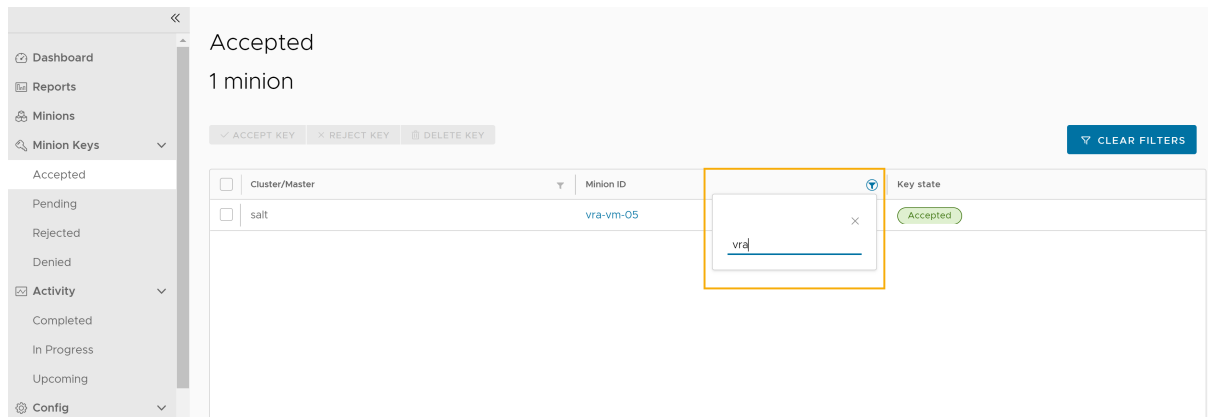 Dashboard
Reports
Minions
Minion Keys
Accepted
Pending
Rejected
Denied
Activity
Completed
In Progress
Upcoming
Config
Accepted
1 minion
ACCEPT KEY REJECT KEY DELETE KEY
CLEAR FILTERS
Cluster/Master Minion ID Key state
salt vra-vm-05 Accepted
vra